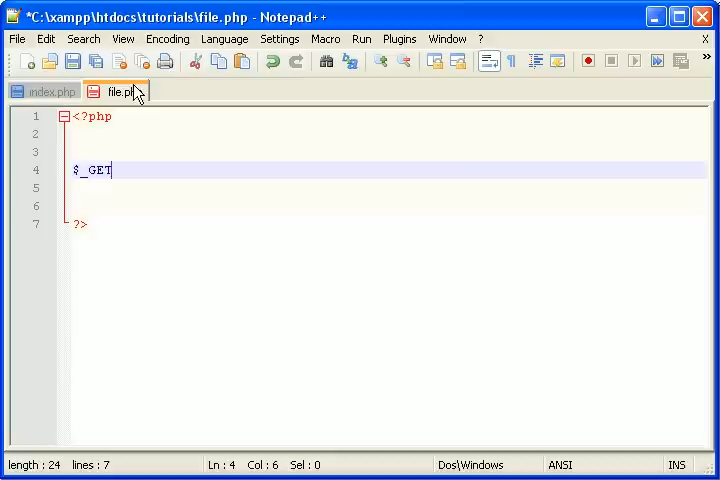 *C:\xampp\htdocs\tutorials\file.php - Notepad++
File Edit Search View Encoding Language Settings Macro Run Plugins Window ? X
index.php file.php
1 <?php
2
3
4 $_GET
5
6
7 ?>
length : 24 lines : 7 Ln : 4 Col : 6 Sel : 0 Dos\Windows ANSI INS